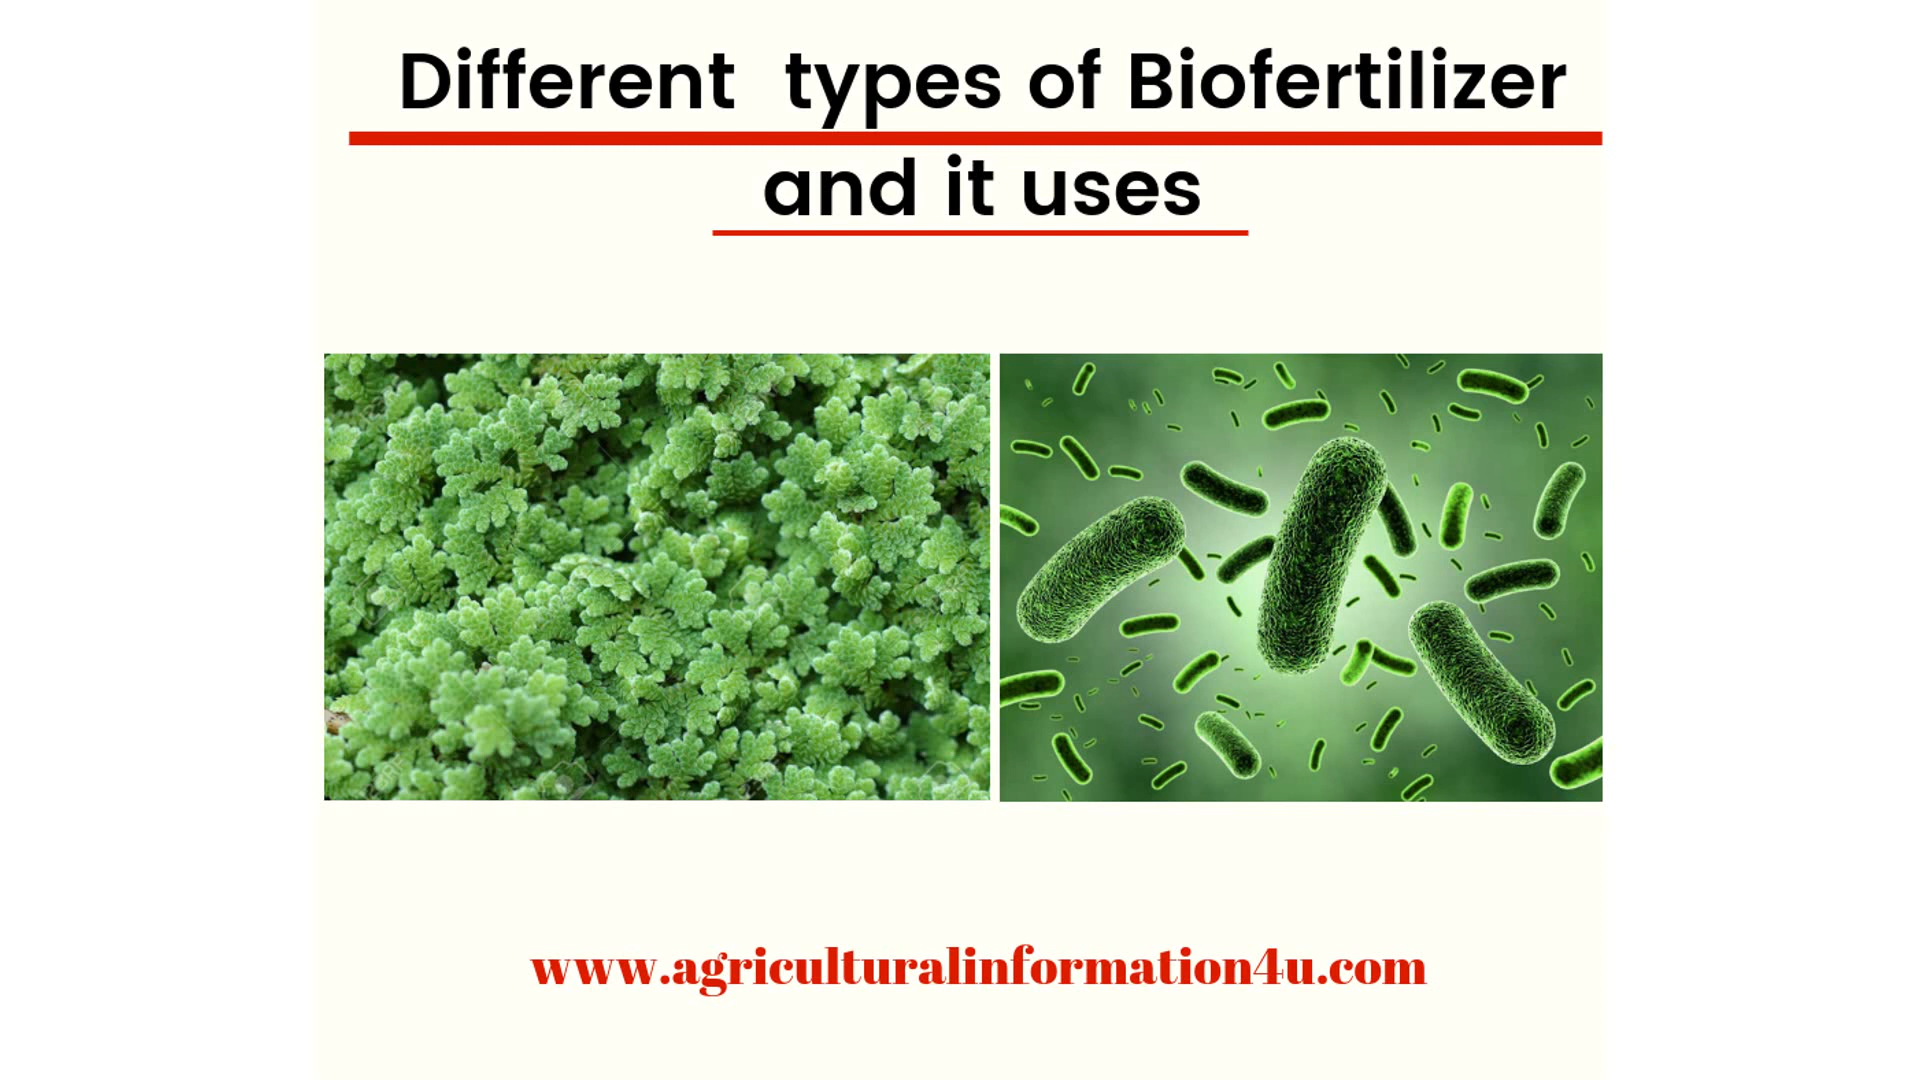 Different types of Biofertilizer
and it uses
www.agriculturalinformation4u.com